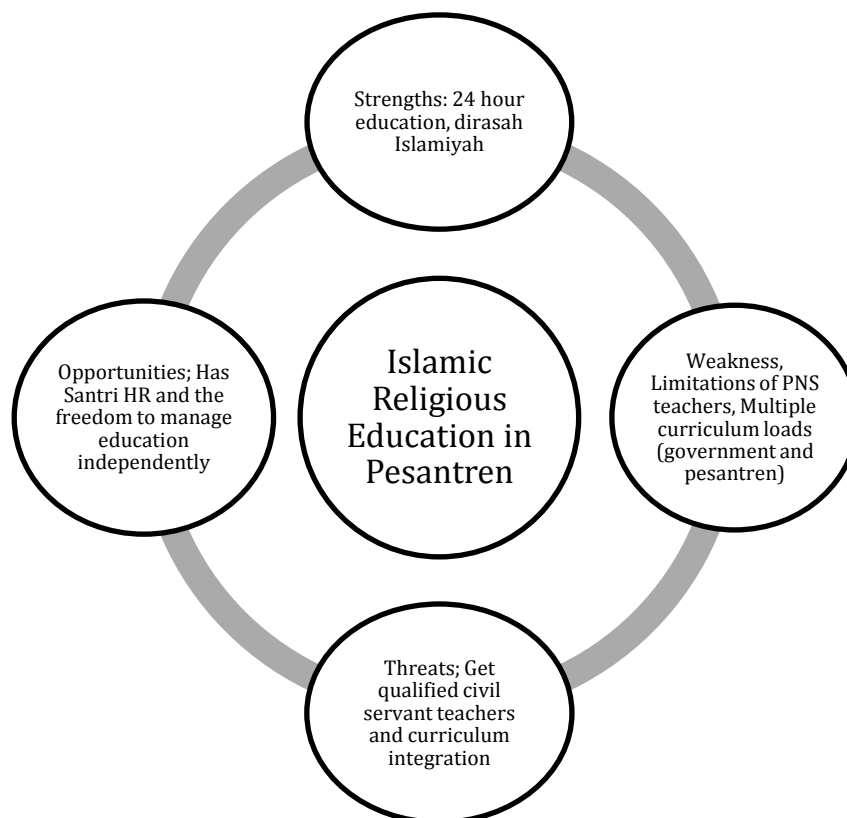 Strengths: 24 hour
education, dirasah
Islamiyah
Opportunities; Has
Santri HR and the
freedom to manage
education
independently
Islamic
Religious
Education in
Pesantren
Weakness,
Limitations of PNS
teachers, Multiple
curriculum loads
(government and
pesantren)
Threats; Get
qualified civil
servant teachers
and curriculum
integration